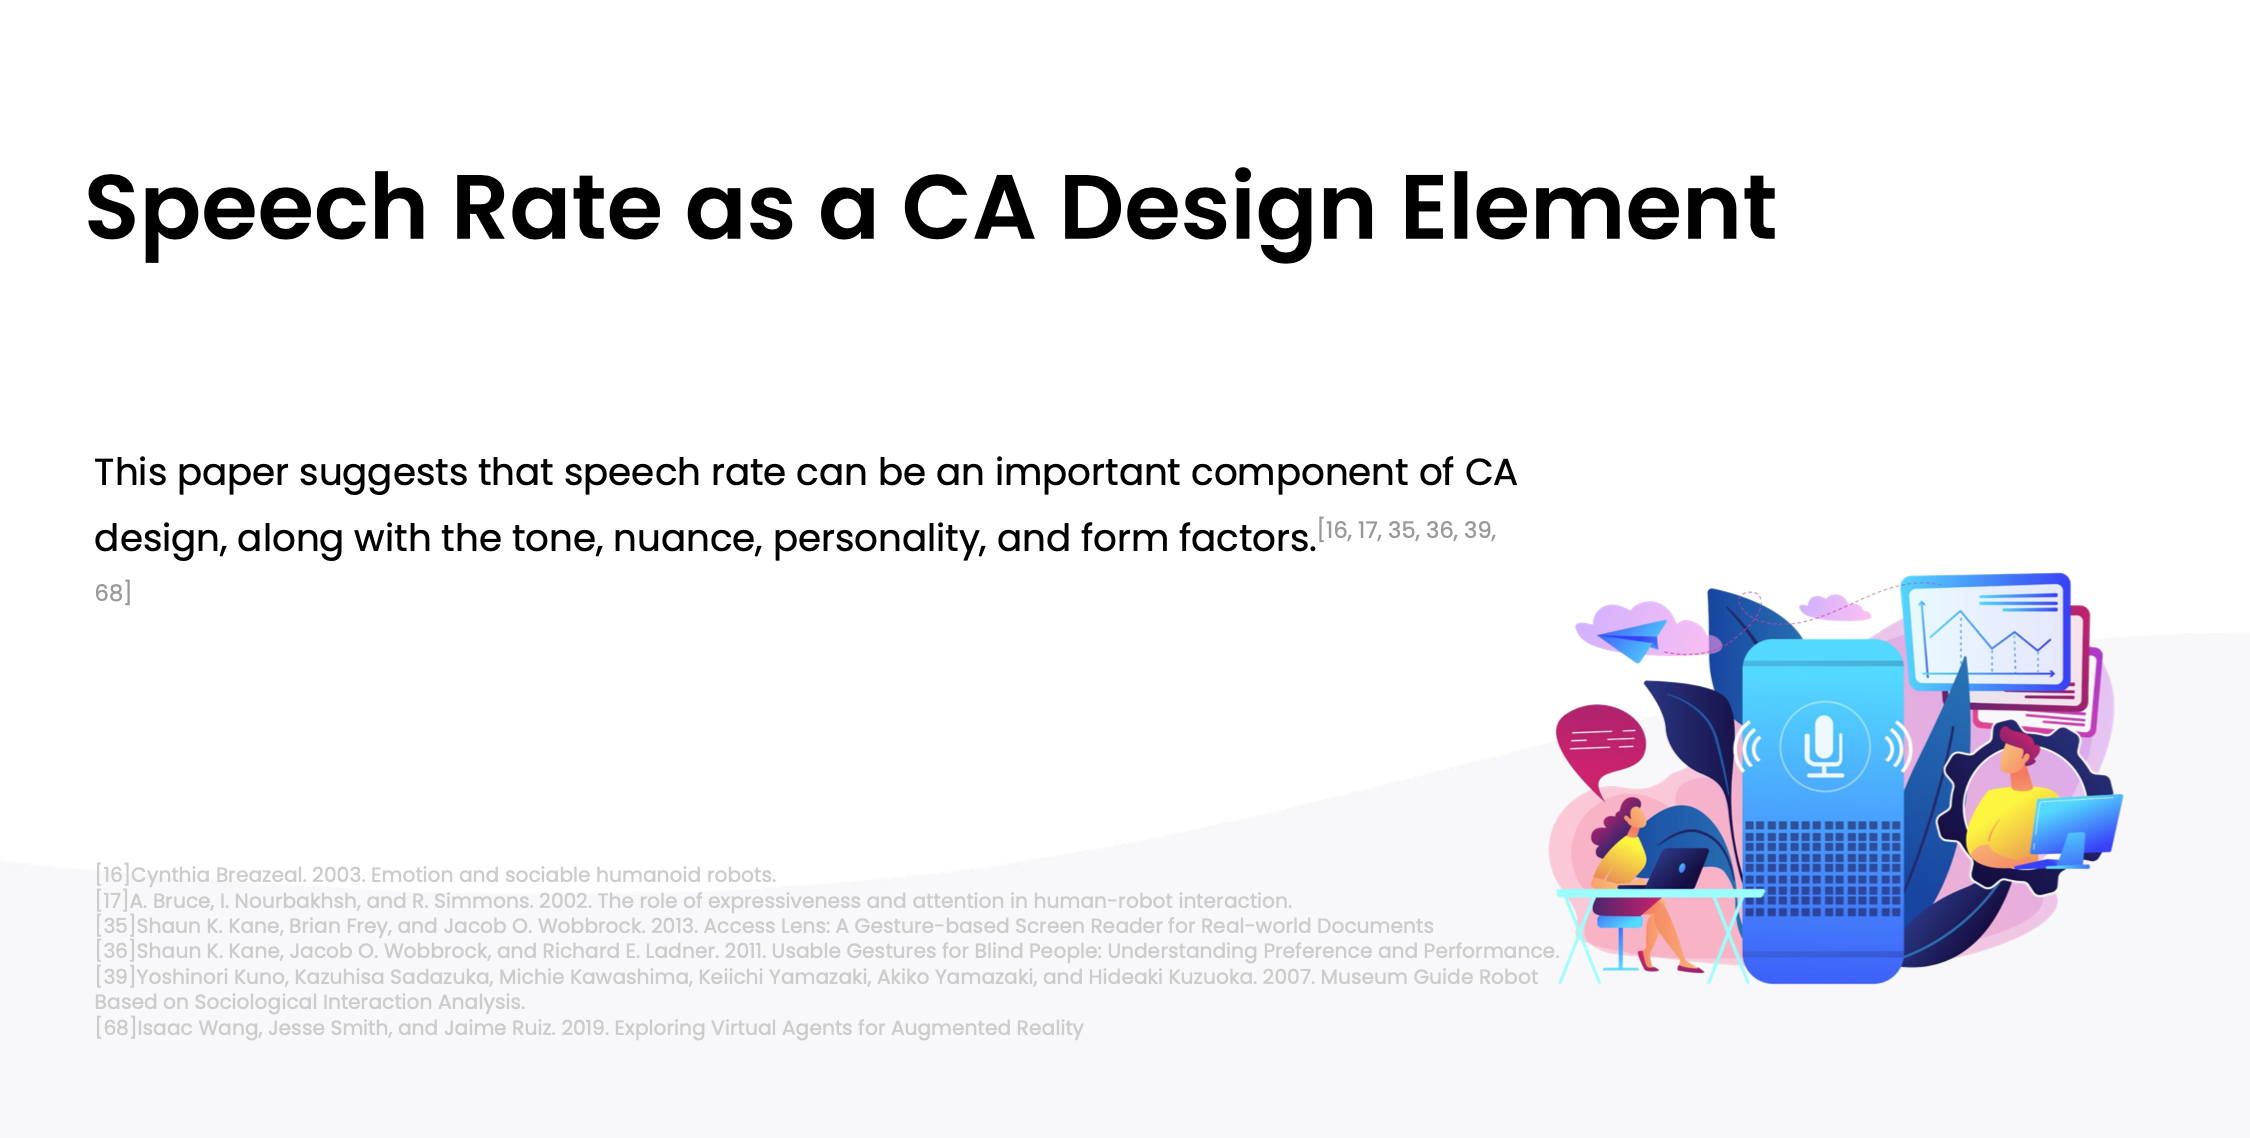 Speech Rate as a CA Design Element
This paper suggests that speech rate can be an important component of CA
design, along with the tone, nuance, personality, and form factors.[16, 17, 35, 36, 39,
68]
[16]Cynthia Breazeal. 2003. Emotion and sociable humanoid robots.
[17]A. Bruce, I. Nourbakhsh, and R. Simmons. 2002. The role of expressiveness and attention in human-robot interaction.
[35]Shaun K. Kane, Brian Frey, and Jacob O. Wobbrock. 2013. Access Lens: A Gesture-based Screen Reader for Real-world Documents
[36]Shaun K. Kane, Jacob O. Wobbrock, and Richard E. Ladner. 2011. Usable Gestures for Blind People: Understanding Preference and Performance.
[39]Yoshinori Kuno, Kazuhisa Sadazuka, Michie Kawashima, Keiichi Yamazaki, Akiko Yamazaki, and Hideaki Kuzuoka. 2007. Museum Guide Robot
Based on Sociological Interaction Analysis.
[68]Isaac Wang, Jesse Smith, and Jaime Ruiz. 2019. Exploring Virtual Agents for Augmented Reality